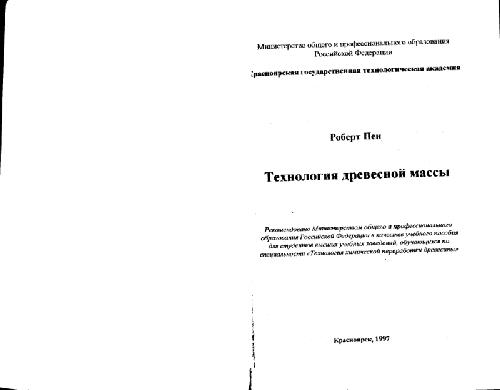 Министерство общего и профессионального образования
Российской Федерации
Красноярская государственная технологическая академия
Роберт Пен
Технология древесной массы
Рекомендовано Министерством общего и профессионального
образования Российской Федерации в качестве учебного пособия
для студентов высших учебных заведений, обучающихся по
специальности «Технология химической переработки древесины»
Красноярск, 1997